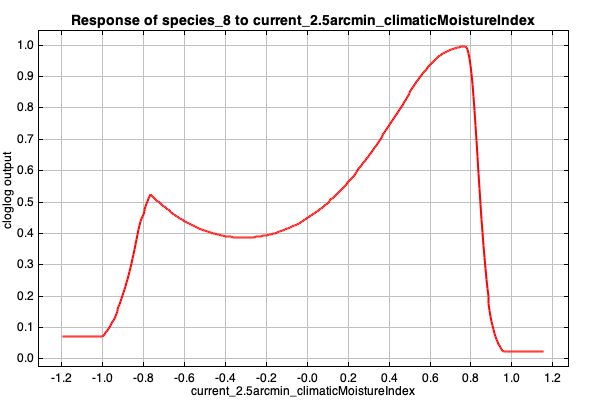 Response of species_8 to current_2.5arcmin_climaticMoistureIndex
cloglog output
1.0
0.9
0.8
0.7
0.6
0.5
0.4
0.3
0.2
0.1
0.0
-1.2 -1.0 -0.8 -0.6 -0.4 -0.2 -0.0 0.2 0.4 0.6 0.8 1.0 1.2
current_2.5arcmin_climaticMoistureIndex